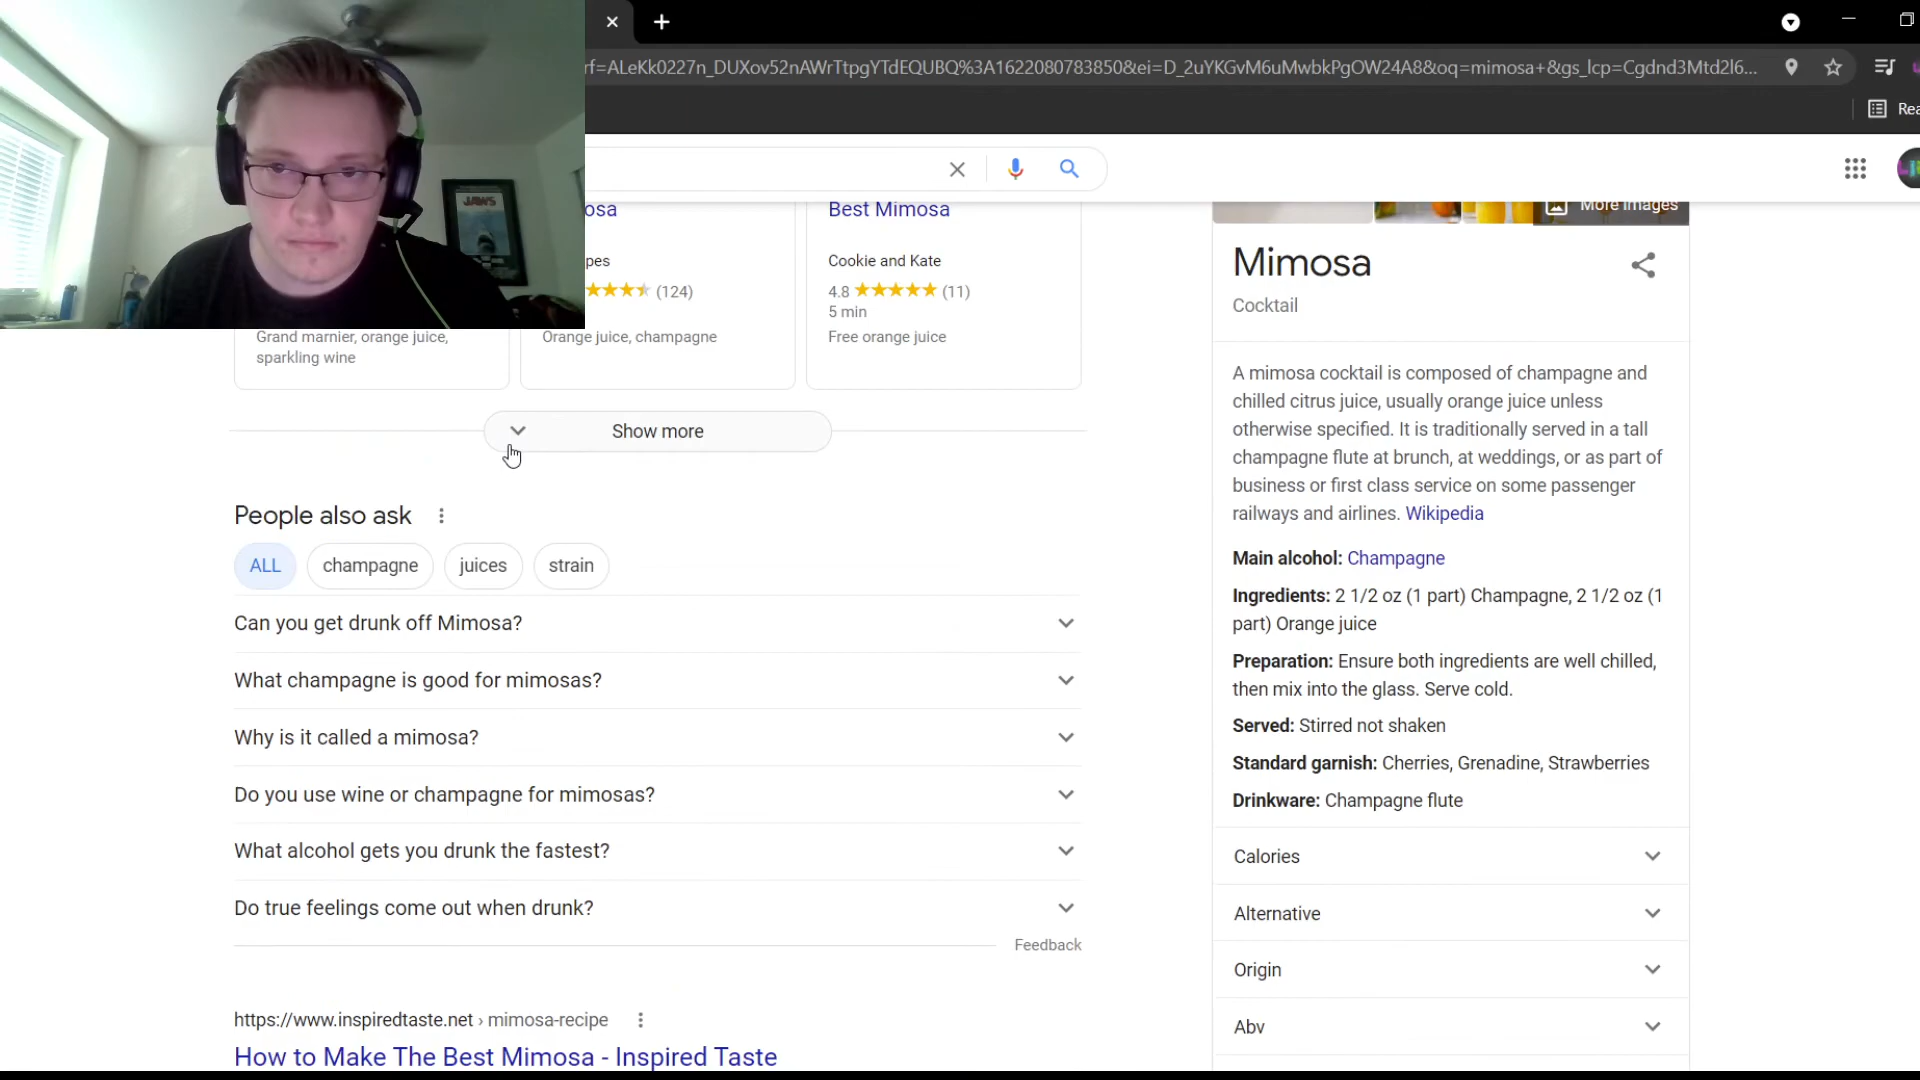 rf=ALeKk0227n_DUXov52nAWrTtpgYTdEQUBQ%3A1622080783850&ei=D_2uYKGvM6uMwbkPgOW24A8&oq=mimosa+&gs_lcp=Cgdnd3Mtd2l6...
Rea
JAWS
osa
Best Mimosa
More images
pes
Cookie and Kate
(124)
4.8 (11)
5 min
Grand marnier, orange juice,
sparkling wine
Orange juice, champagne
Free orange juice
Show more
People also ask
ALL
champagne
juices
strain
Can you get drunk off Mimosa?
What champagne is good for mimosas?
Why is it called a mimosa?
Do you use wine or champagne for mimosas?
What alcohol gets you drunk the fastest?
Do true feelings come out when drunk?
Feedback
https://www.inspiredtaste.net › mimosa-recipe
How to Make The Best Mimosa - Inspired Taste
Mimosa
Cocktail
A mimosa cocktail is composed of champagne and
chilled citrus juice, usually orange juice unless
otherwise specified. It is traditionally served in a tall
champagne flute at brunch, at weddings, or as part of
business or first class service on some passenger
railways and airlines. Wikipedia
Main alcohol: Champagne
Ingredients: 2 1/2 oz (1 part) Champagne, 2 1/2 oz (1
part) Orange juice
Preparation: Ensure both ingredients are well chilled,
then mix into the glass. Serve cold.
Served: Stirred not shaken
Standard garnish: Cherries, Grenadine, Strawberries
Drinkware: Champagne flute
Calories
Alternative
Origin
Abv